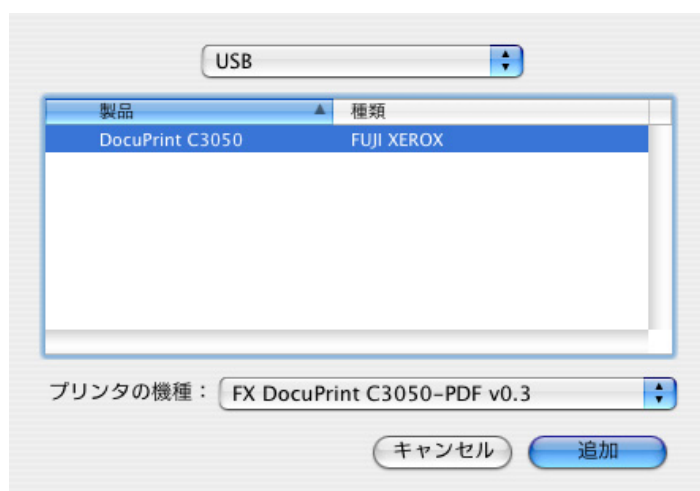 USB
製品 種類
DocuPrint C3050 FUJI XEROX
プリンタの機種： FX DocuPrint C3050-PDF v0.3
キャンセル 追加